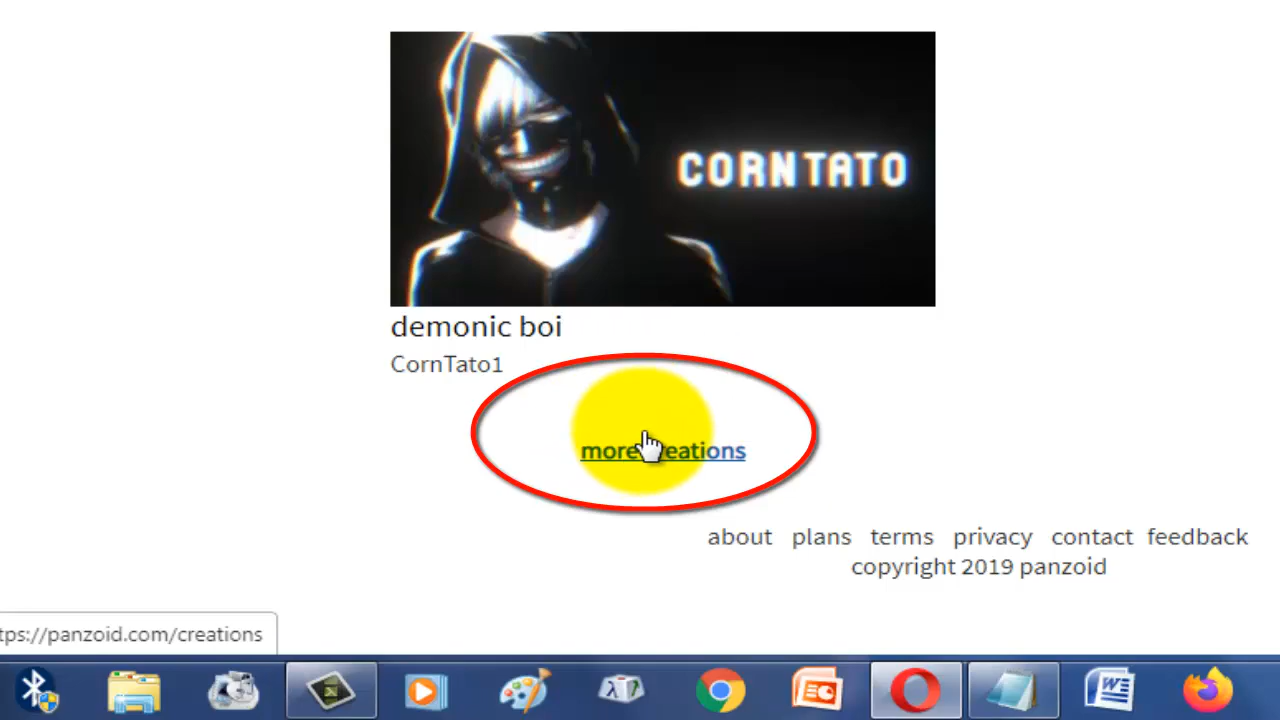 CORNTATO
demonic boi
CornTato1
more creations
about plans terms privacy contact feedback
copyright 2019 panzoid
tps://panzoid.com/creations